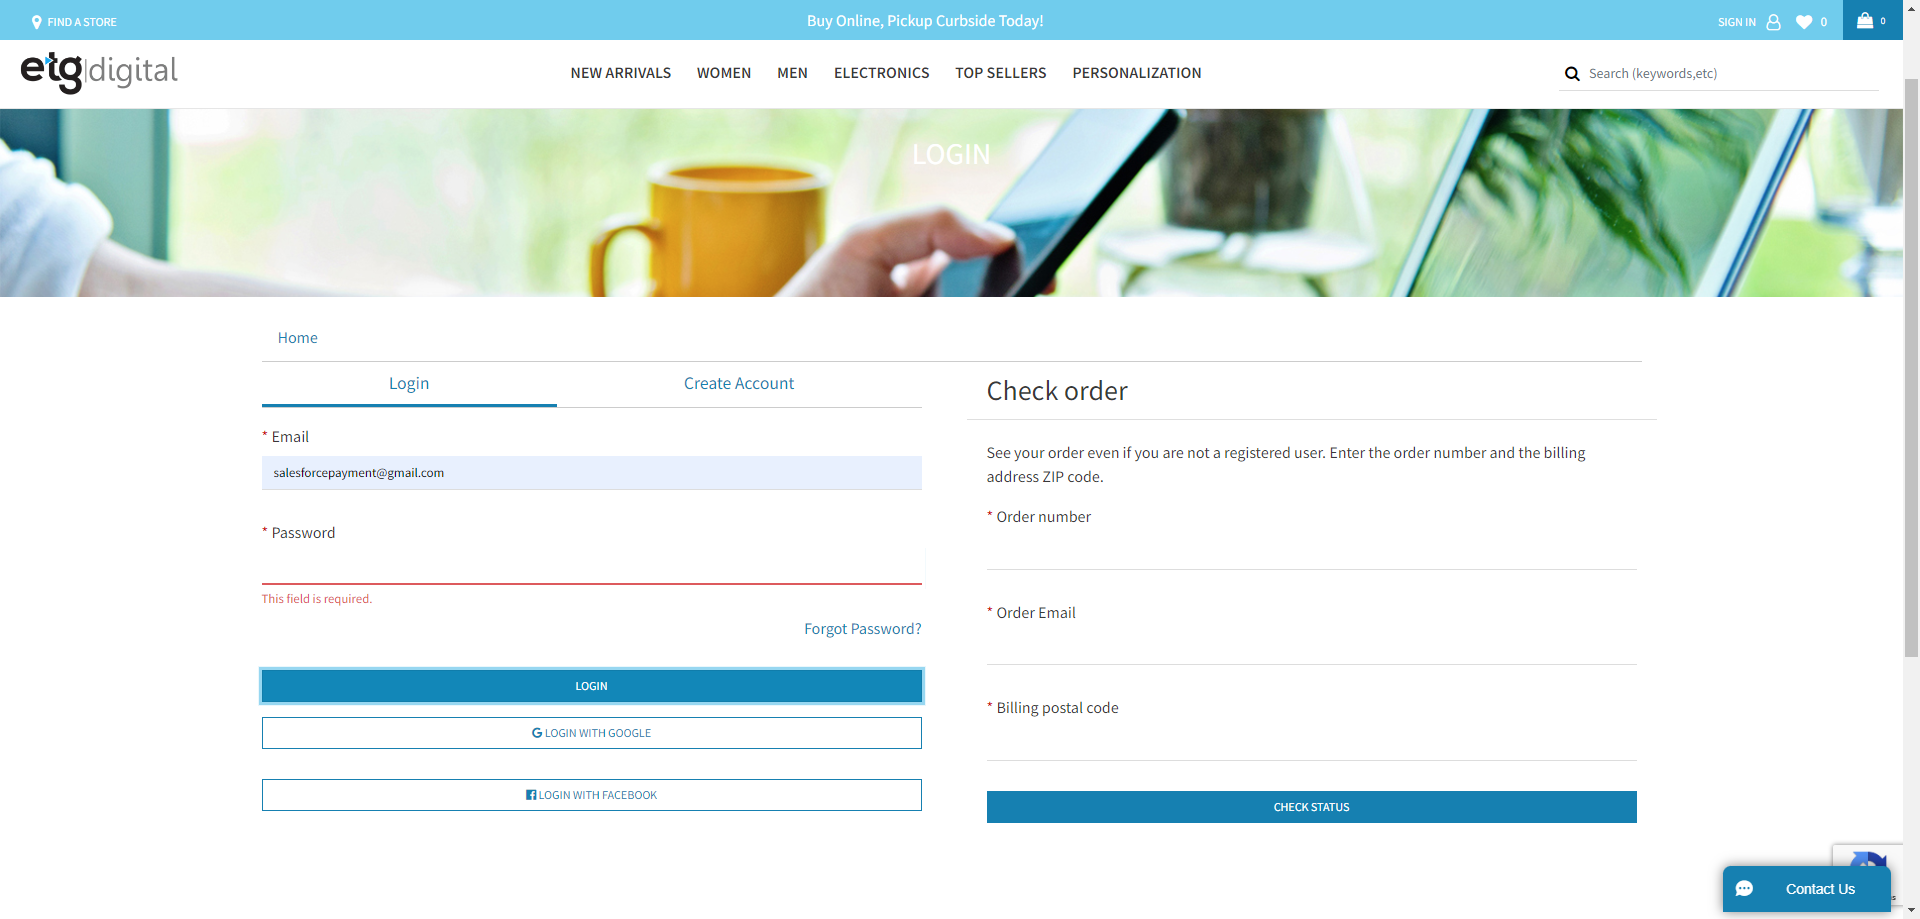 FIND A STORE
Buy Online, Pickup Curbside Today!
SIGN IN
0
0
etg|digital
NEW ARRIVALS
WOMEN
MEN
ELECTRONICS
TOP SELLERS
PERSONALIZATION
Search (keywords,etc)
LOGIN
Home
Login
Create Account
* Email
salesforcepayment@gmail.com
* Password
This field is required.
Forgot Password?
LOGIN
LOGIN WITH GOOGLE
LOGIN WITH FACEBOOK
Check order
See your order even if you are not a registered user. Enter the order number and the billing
address ZIP code.
* Order number
* Order Email
* Billing postal code
CHECK STATUS
Contact Us